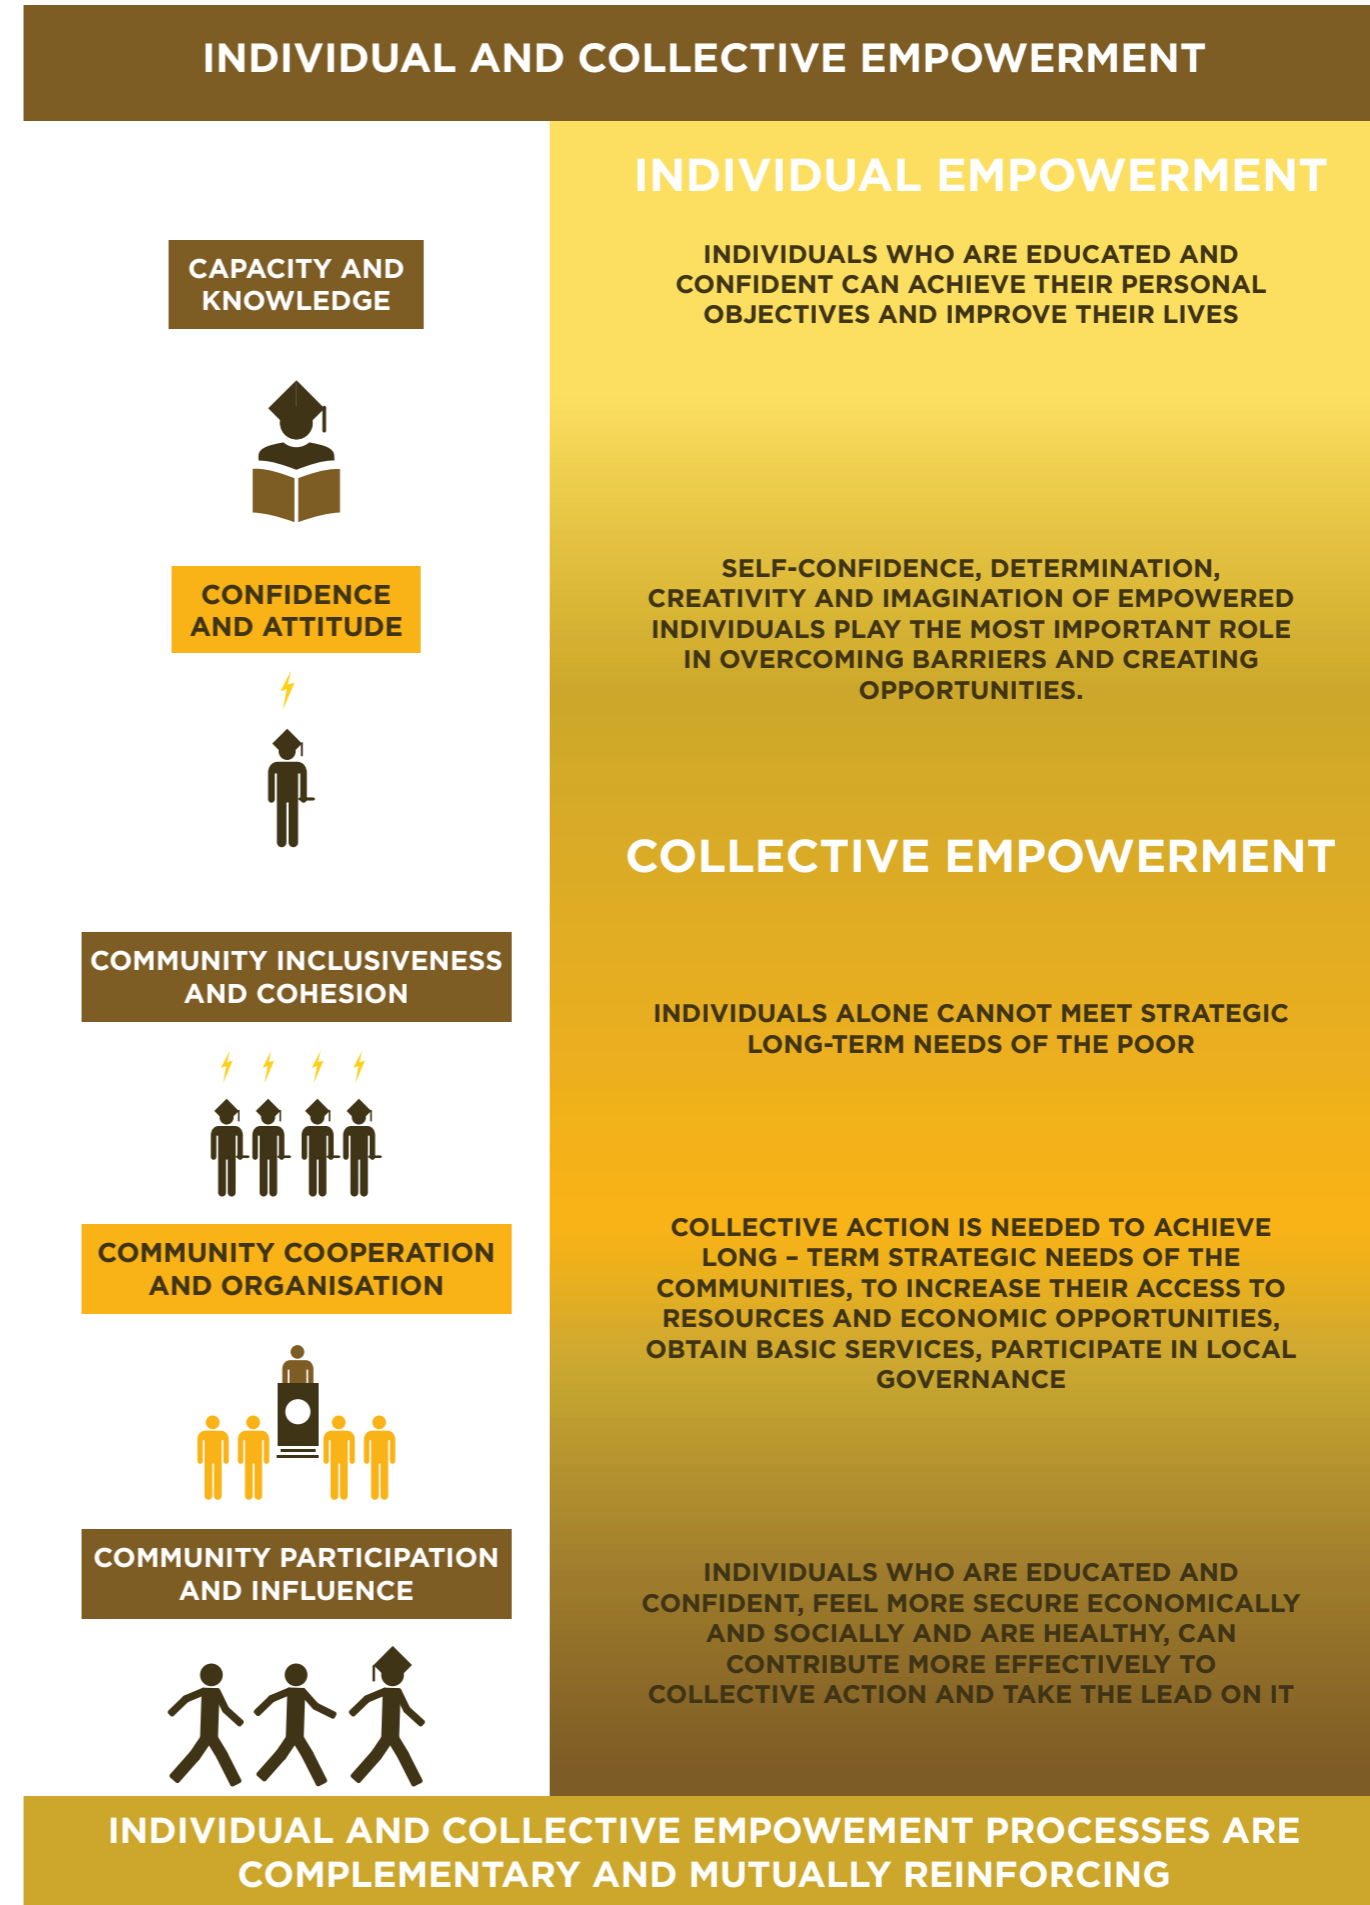 INDIVIDUAL AND COLLECTIVE EMPOWERMENT
INDIVIDUAL EMPOWERMENT
CAPACITY AND
KNOWLEDGE
INDIVIDUALS WHO ARE EDUCATED AND
CONFIDENT CAN ACHIEVE THEIR PERSONAL
OBJECTIVES AND IMPROVE THEIR LIVES
CONFIDENCE
AND ATTITUDE
SELF-CONFIDENCE, DETERMINATION,
CREATIVITY AND IMAGINATION OF EMPOWERED
INDIVIDUALS PLAY THE MOST IMPORTANT ROLE
IN OVERCOMING BARRIERS AND CREATING
OPPORTUNITIES.
COLLECTIVE EMPOWERMENT
COMMUNITY INCLUSIVENESS
AND COHESION
INDIVIDUALS ALONE CANNOT MEET STRATEGIC
LONG-TERM NEEDS OF THE POOR
COMMUNITY COOPERATION
AND ORGANISATION
COLLECTIVE ACTION IS NEEDED TO ACHIEVE
LONG – TERM STRATEGIC NEEDS OF THE
COMMUNITIES, TO INCREASE THEIR ACCESS TO
RESOURCES AND ECONOMIC OPPORTUNITIES,
OBTAIN BASIC SERVICES, PARTICIPATE IN LOCAL
GOVERNANCE
COMMUNITY PARTICIPATION
AND INFLUENCE
INDIVIDUALS WHO ARE EDUCATED AND
CONFIDENT, FEEL MORE SECURE ECONOMICALLY
AND SOCIALLY AND ARE HEALTHY, CAN
CONTRIBUTE MORE EFFECTIVELY TO
COLLECTIVE ACTION AND TAKE THE LEAD ON IT
INDIVIDUAL AND COLLECTIVE EMPOWEMENT PROCESSES ARE
COMPLEMENTARY AND MUTUALLY REINFORCING